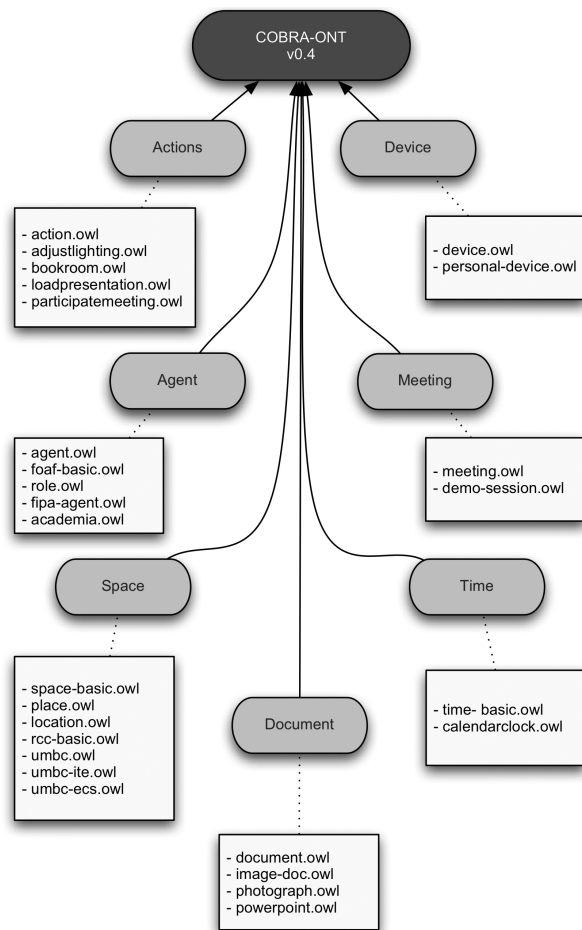 COBRA-ONT
v0.4
Actions
Device
- action.owl
- adjustlighting.owl
- bookroom.owl
- loadpresentation.owl
- participatemeeting.owl
- device.owl
- personal-device.owl
Agent
Meeting
- agent.owl
- foaf-basic.owl
- role.owl
- fipa-agent.owl
- academia.owl
- meeting.owl
- demo-session.owl
Space
Time
- space-basic.owl
- place.owl
- location.owl
- rcc-basic.owl
- umbc.owl
- umbc-ite.owl
- umbc-ecs.owl
- time- basic.owl
- calendarclock.owl
Document
- document.owl
- image-doc.owl
- photograph.owl
- powerpoint.owl